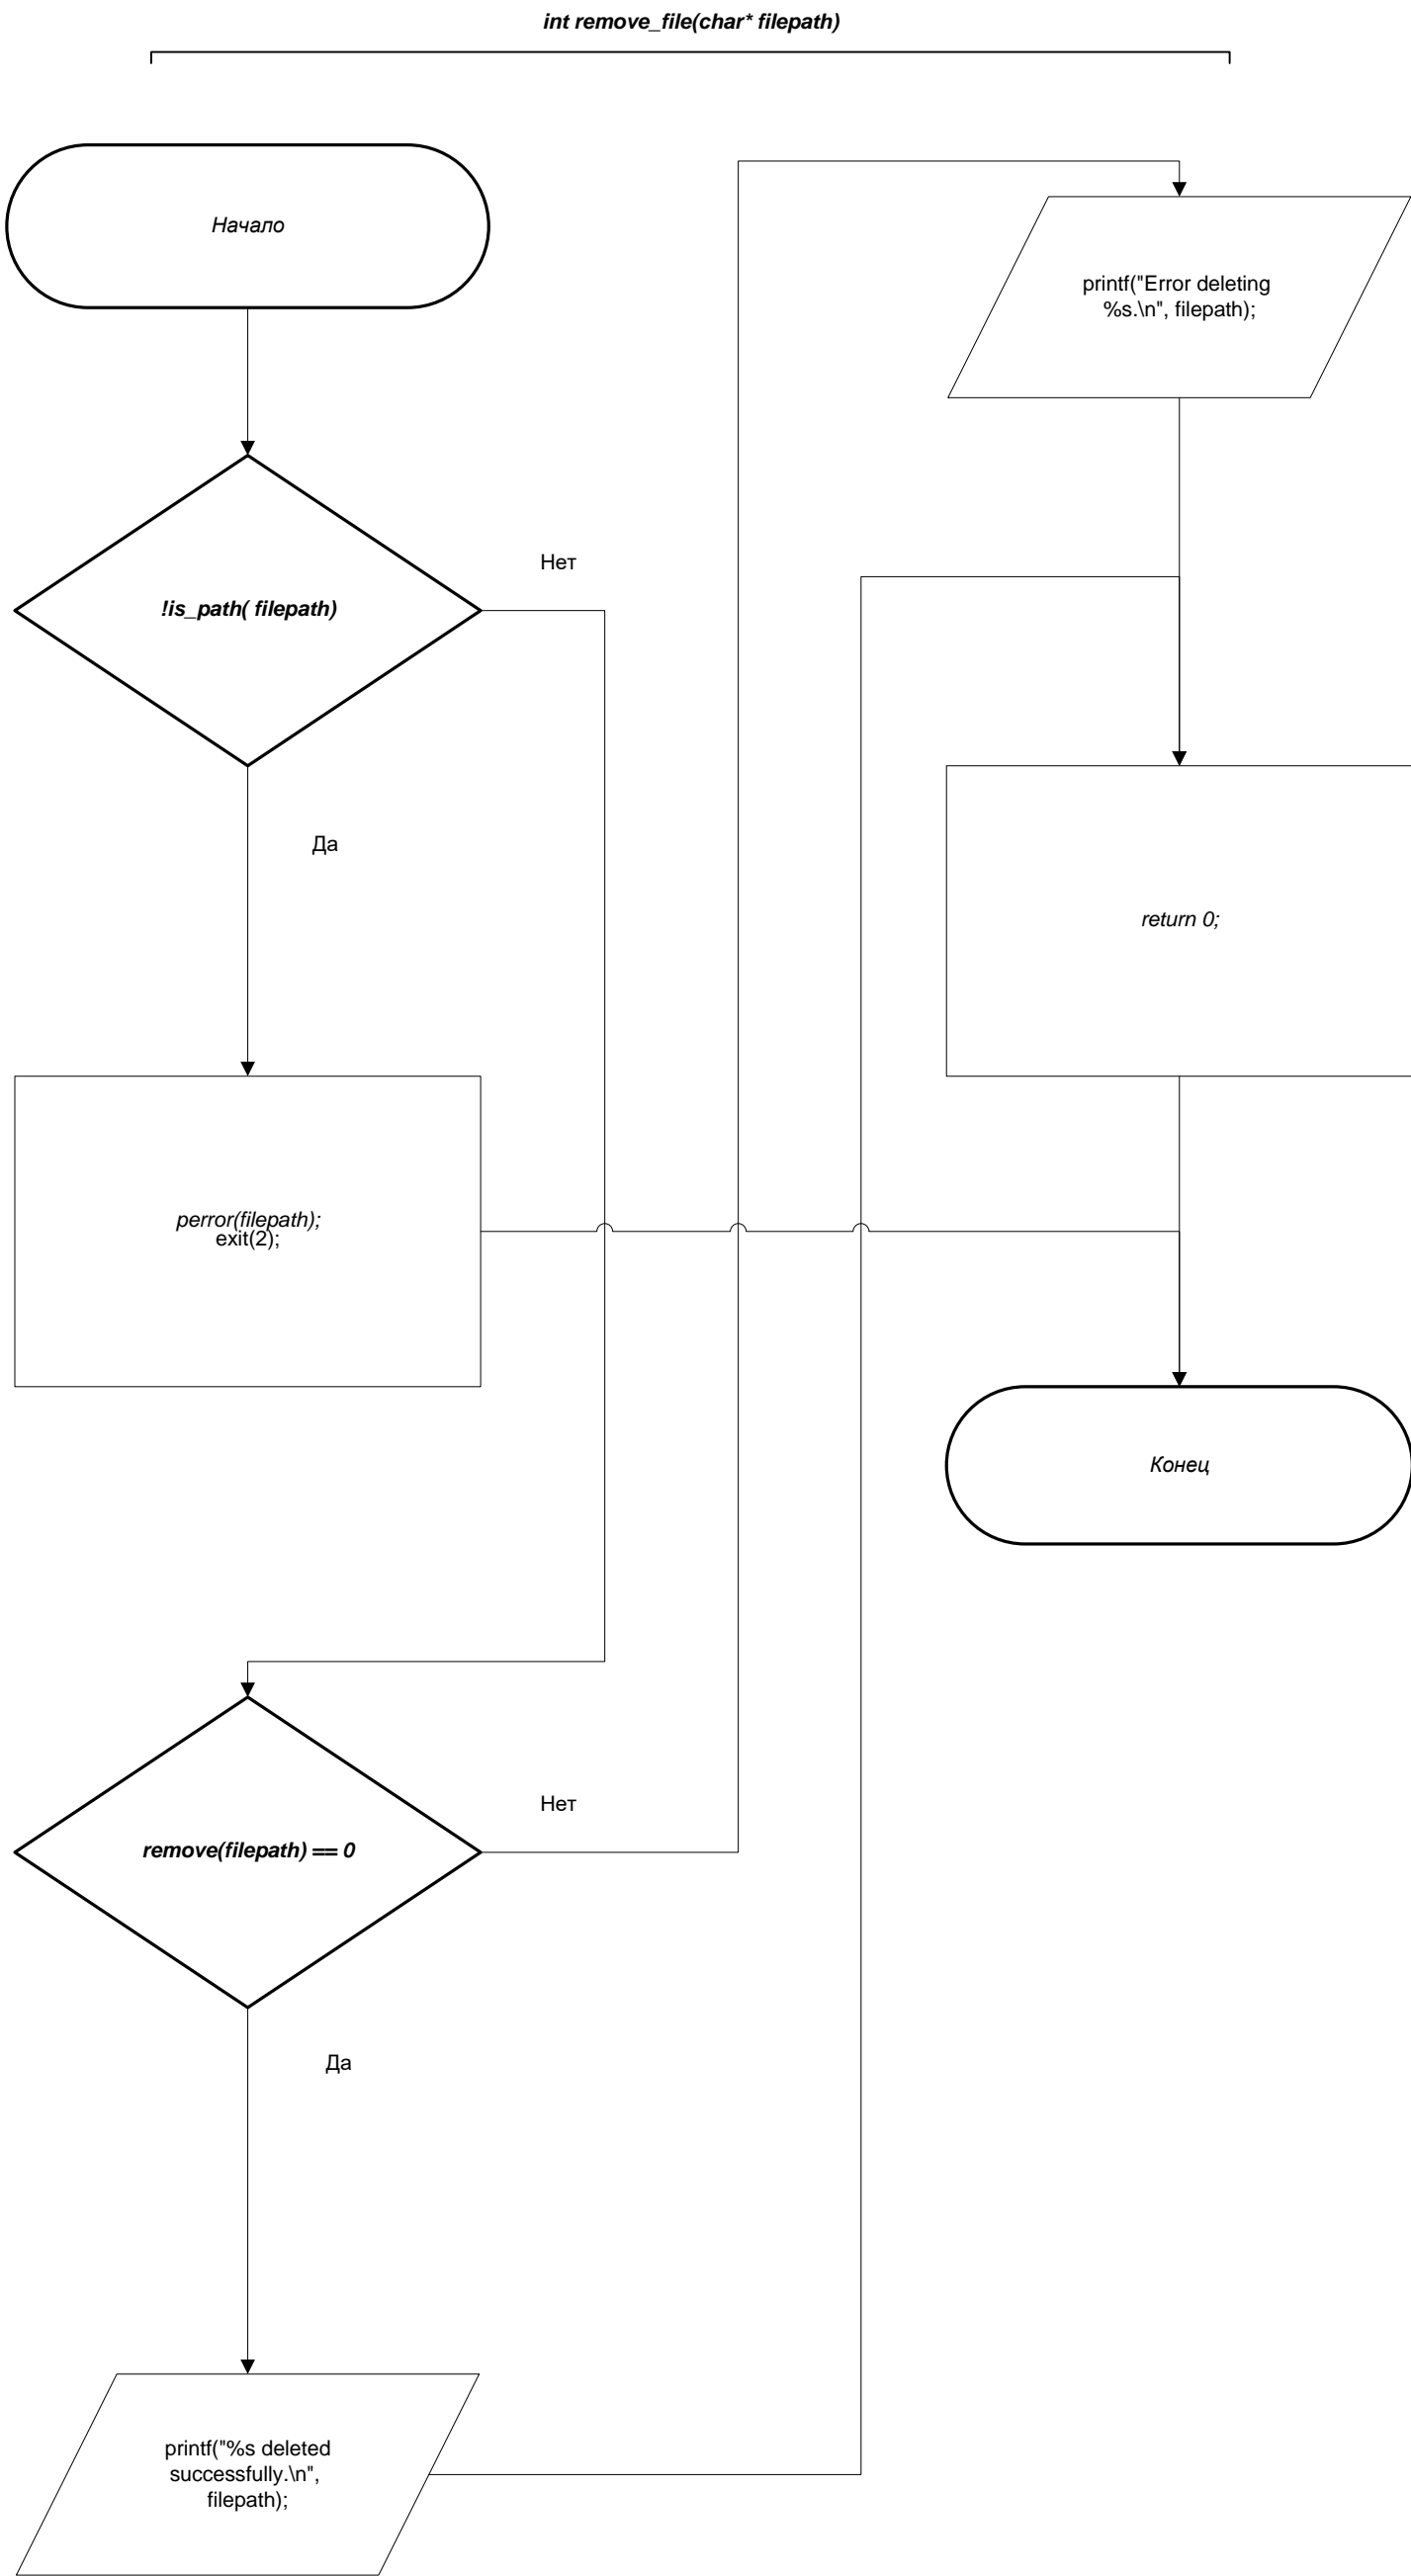 int remove_file(char* filepath)
Начало
!is_path( filepath)
Нет
Да
perror(filepath);
exit(2);
remove(filepath) == 0
Нет
Да
printf("%s deleted
successfully.\n",
filepath);
printf("Error deleting
%s.\n", filepath);
return 0;
Конец